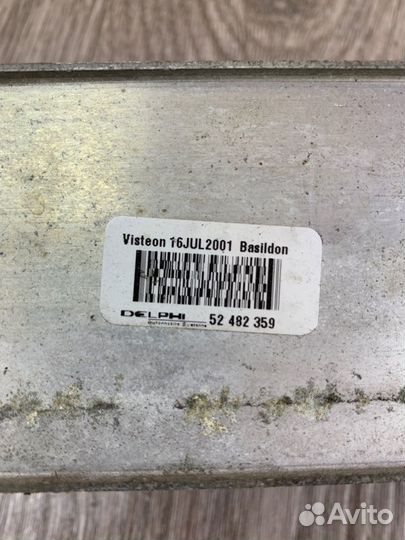 Visteon 16JUL2001 Basildon
DELPHI 52 482 359
Avito